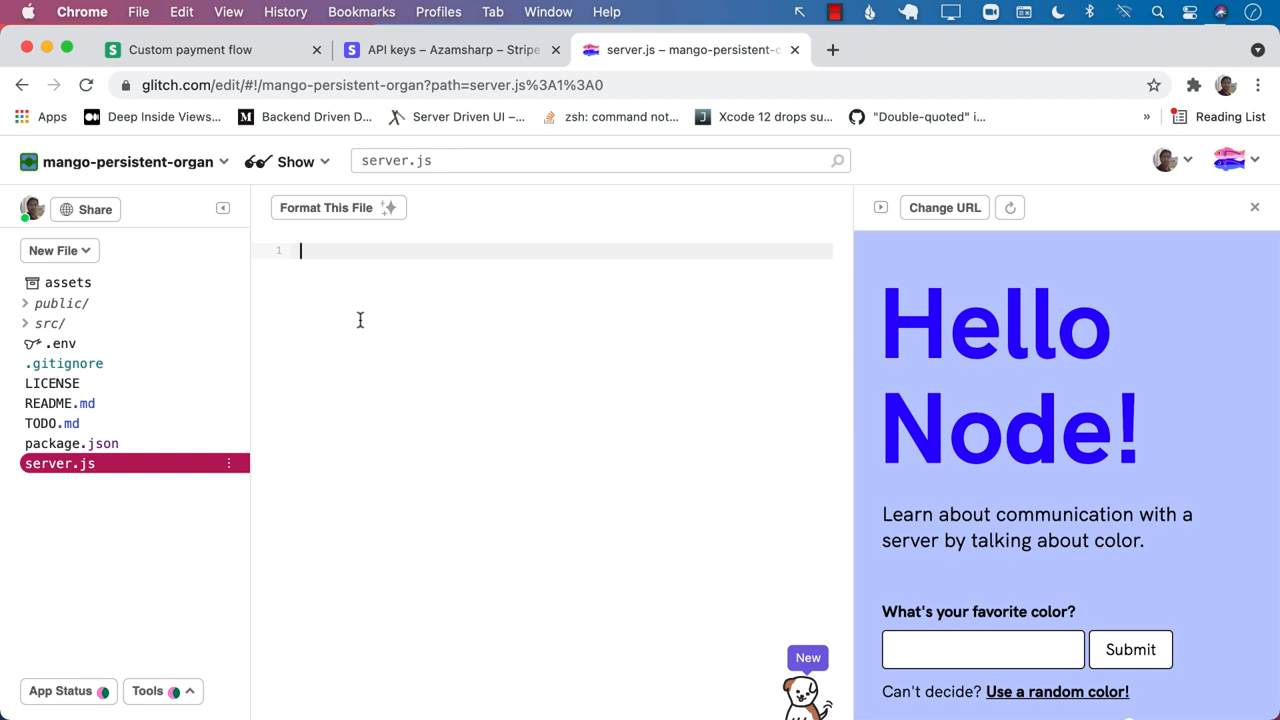 Chrome File Edit View History Bookmarks Profiles Tab Window Help
S Custom payment flow S API keys – Azamsharp – Stripe server.js – mango-persistent-o
glitch.com/edit/#!/mango-persistent-organ?path=server.js%3A1%3A0
Apps Deep Inside Views... Backend Driven D... Server Driven UI –... zsh: command not... J Xcode 12 drops su... "Double-quoted" i... » Reading List
mango-persistent-organ Show server.js
Share Format This File Change URL
New File 1
assets
public/
src/
.env
.gitignore
LICENSE
README.md
TODO.md
package.json
server.js
Hello
Node!
Learn about communication with a
server by talking about color.
What's your favorite color?
Submit
Can't decide? Use a random color!
New
App Status Tools